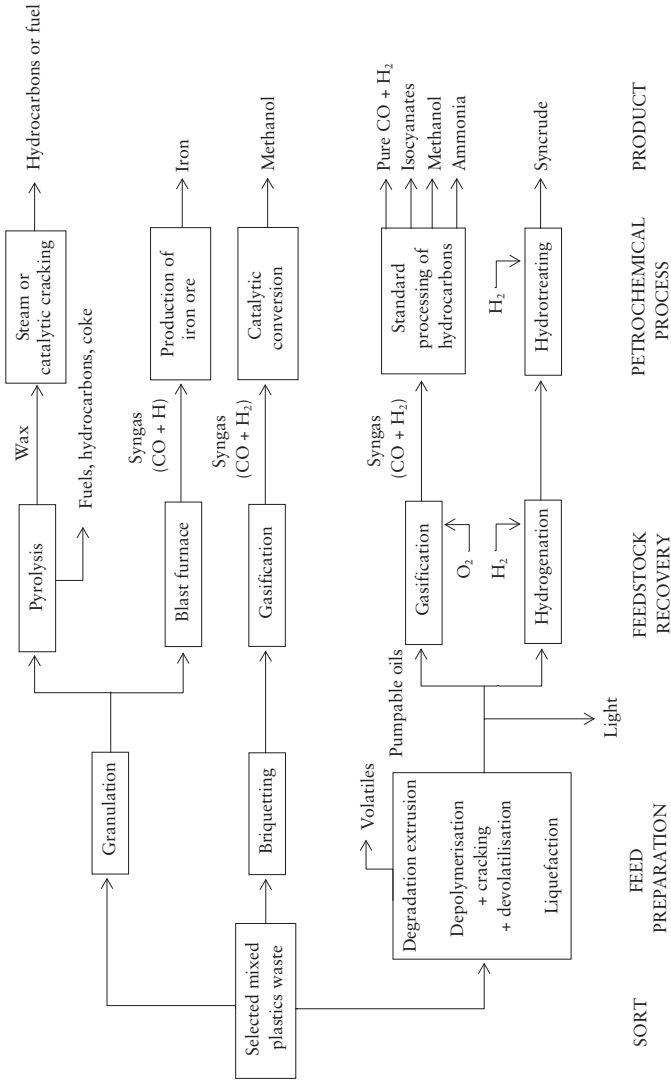 Selected mixed
plastics waste
Granulation
Briquetting
Volatiles
Degradation extrusion
Depolymerisation
+ cracking
+ devolatilisation
Liquefaction
Pumpable oils
Light
Pyrolysis
Wax
Fuels, hydrocarbons, coke
Blast furnace
Syngas
(CO + H)
Gasification
Syngas
(CO + H₂)
Gasification
O₂
Syngas
(CO + H₂)
H₂
Hydrogenation
Steam or
catalytic cracking
Production of
iron ore
Catalytic
conversion
Standard
processing of
hydrocarbons
H₂
Hydrotreating
Hydrocarbons or fuel
Iron
Methanol
Pure CO + H₂
Isocyanates
Methanol
Ammonia
Syncrude
SORT
FEED
PREPARATION
FEEDSTOCK
RECOVERY
PETROCHEMICAL
PROCESS
PRODUCT